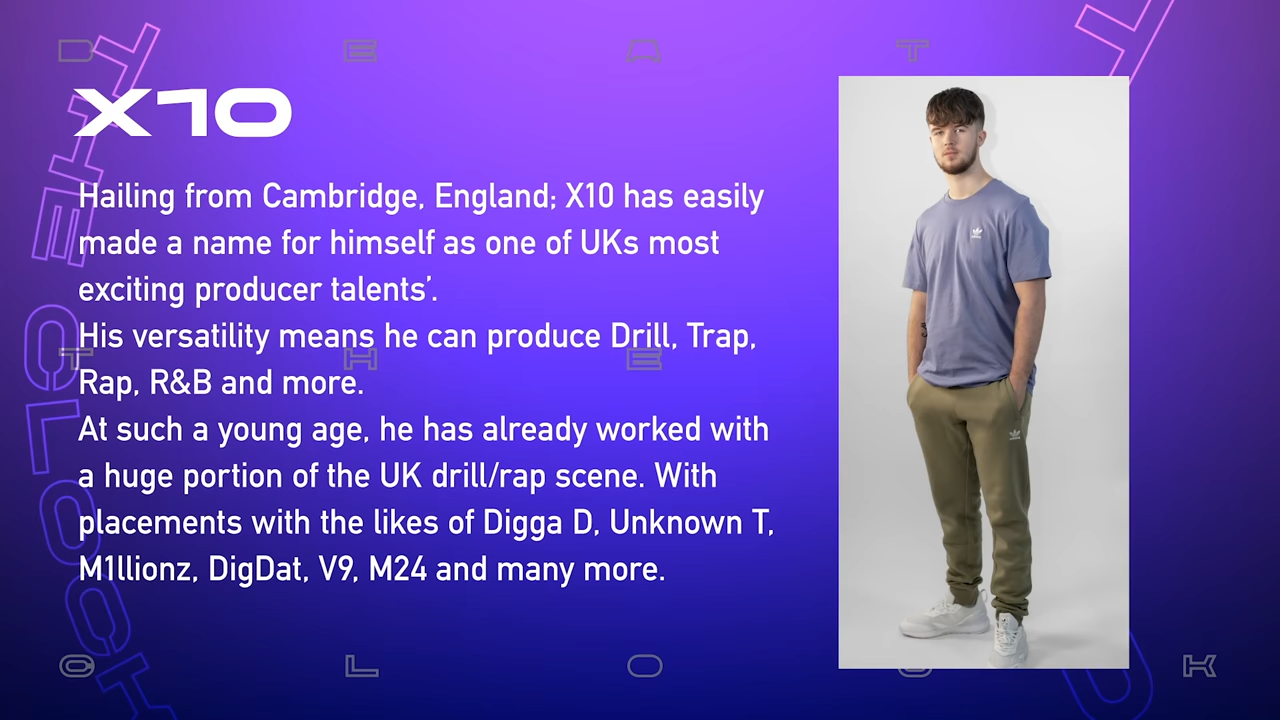 D E A T
X10
Hailing from Cambridge, England; X10 has easily
made a name for himself as one of UKs most
exciting producer talents’.
His versatility means he can produce Drill, Trap,
T H E
Rap, R&B and more.
At such a young age, he has already worked with
a huge portion of the UK drill/rap scene. With
placements with the likes of Digga D, Unknown T,
M1llionz, DigDat, V9, M24 and many more.
C L O C K